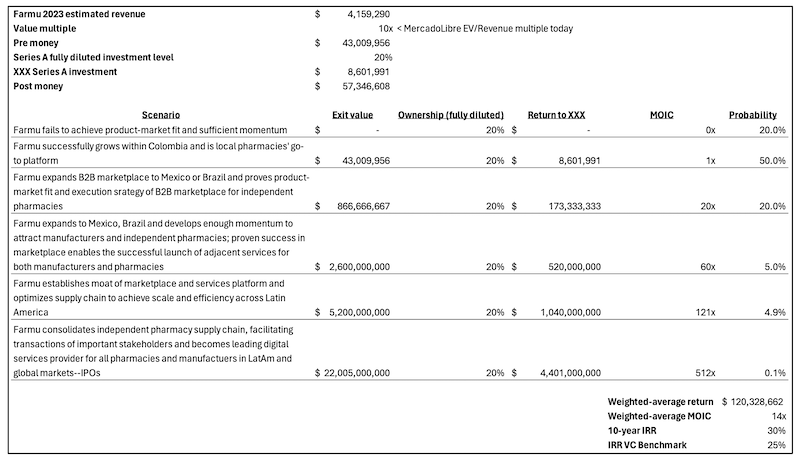 Farmu 2023 estimated revenue $ 4,159,290
Value multiple 10x < MercadoLibre EV/Revenue multiple today
Pre money $ 43,009,956
Series A fully diluted investment level 20%
XXX Series A investment $ 8,601,991
Post money $ 57,346,608
Scenario Exit value Ownership (fully diluted) Return to XXX MOIC Probability
Farmu fails to achieve product-market fit and sufficient momentum $ - 20% $ - 0x 20.0%
Farmu successfully grows within Colombia and is local pharmacies' go-
to platform $ 43,009,956 20% $ 8,601,991 1x 50.0%
Farmu expands B2B marketplace to Mexico or Brazil and proves product-
market fit and execution srategy of B2B marketplace for independent
pharmacies $ 866,666,667 20% $ 173,333,333 20x 20.0%
Farmu expands to Mexico, Brazil and develops enough momentum to
attract manufacturers and independent pharmacies; proven success in
marketplace enables the successful launch of adjacent services for
both manufacturers and pharmacies $ 2,600,000,000 20% $ 520,000,000 60x 5.0%
Farmu establishes moat of marketplace and services platform and
optimizes supply chain to achieve scale and efficiency across Latin
America $ 5,200,000,000 20% $ 1,040,000,000 121x 4.9%
Farmu consolidates independent pharmacy supply chain, facilitating
transactions of important stakeholders and becomes leading digital
services provider for all pharmacies and manufactuers in LatAm and
global markets--IPOs $ 22,005,000,000 20% $ 4,401,000,000 512x 0.1%
Weighted-average return $ 120,328,662
Weighted-average MOIC 14x
10-year IRR 30%
IRR VC Benchmark 25%